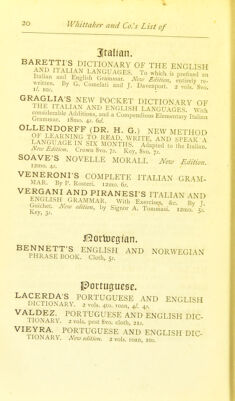 20 Whittaker and Co.'s List of
Italian.
BARETTI'S DICTIONARY OF THE ENGLISH
AND ITALIAN LANGUAGES. To which is prefixed an
Italian and English Grammar. New Edition, entirely re-
written. By G. Comelati and J. Davenport. 2 vols. 8vo.
1l. 10s.
GRAGLIA'S NEW POCKET DICTIONARY OF
THE ITALIAN AND ENGLISH LANGUAGES. With
considerable Additions, and a Compendious Elementary Italian
Grammar. 18mo. 4s. 6d.
OLLENDORFF (DR. H. G.) NEW METHOD
OF LEARNING TO READ, WRITE, AND SPEAK A
LANGUAGE IN SIX MONTHS. Adapted to the Italian.
New Edition. Crown 8vo. 7s. Key, 8vo. 7s.
SOAVE'S NOVELLE MORALI. New Edition.
12mo. 4s.
VENERONI'S COMPLETE ITALIAN GRAM-
MAR. By P. Rosteri. 12mo. 6s.
VERGANI AND PIRANESI'S ITALIAN AND
ENGLISH GRAMMAR. With Exercises, &c. By J.
Guichet. New edition, by Signor A. Tommasi. 12mo. 5s.
Key, 3s.
Norwegian.
BENNETT'S ENGLISH AND NORWEGIAN
PHRASE BOOK. Cloth, 5s.
Portuguese.
LACERDA'S PORTUGUESE AND ENGLISH
DICTIONARY. 2 vols. 4to. roan, 4l. 4s.
VALDEZ. PORTUGUESE AND ENGLISH DIC-
TIONARY. 2 vols. post 8vo. cloth, 21s.
VIEYRA. PORTUGUESE AND ENGLISH DIC-
TIONARY. New edition. 2 vols. roan, 20s.